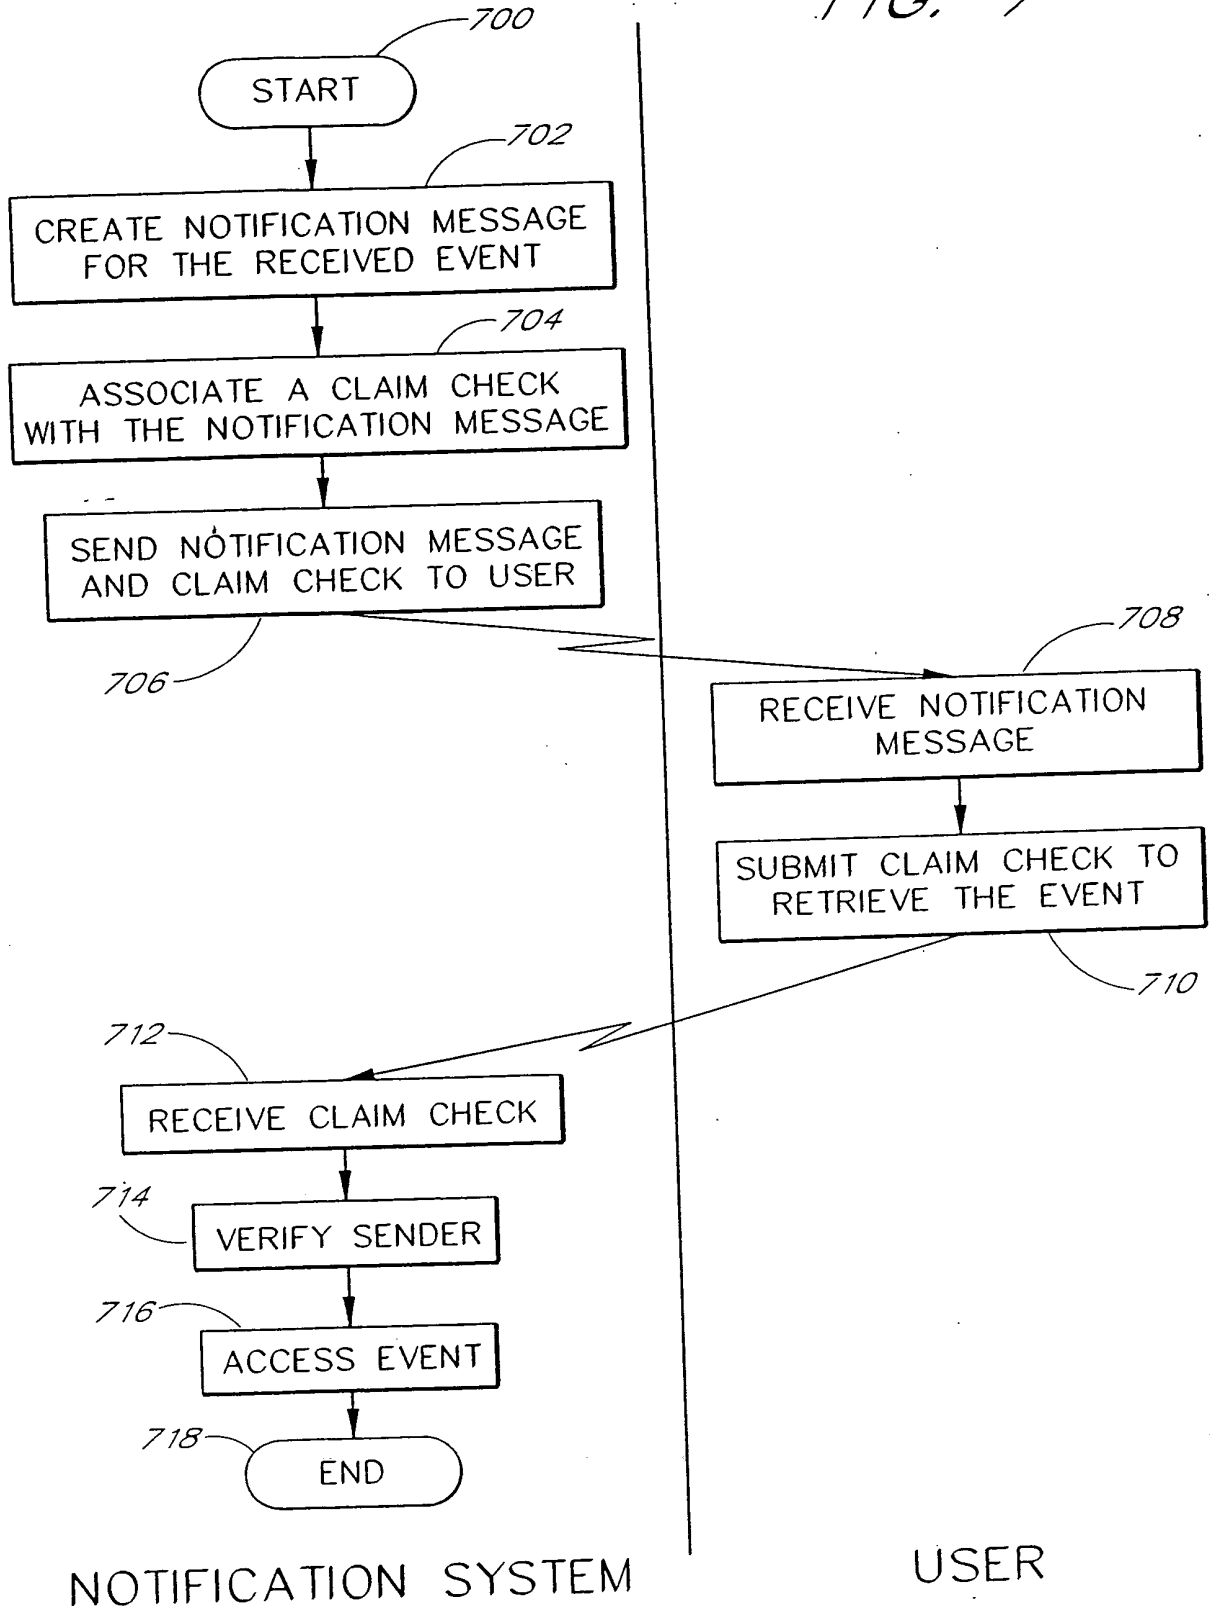 FIG. 7
700
START
702
CREATE NOTIFICATION MESSAGE
FOR THE RECEIVED EVENT
704
ASSOCIATE A CLAIM CHECK
WITH THE NOTIFICATION MESSAGE
SEND NOTIFICATION MESSAGE
AND CLAIM CHECK TO USER
706
708
RECEIVE NOTIFICATION
MESSAGE
SUBMIT CLAIM CHECK TO
RETRIEVE THE EVENT
710
712
RECEIVE CLAIM CHECK
714
VERIFY SENDER
716
ACCESS EVENT
718
END
NOTIFICATION SYSTEM
USER